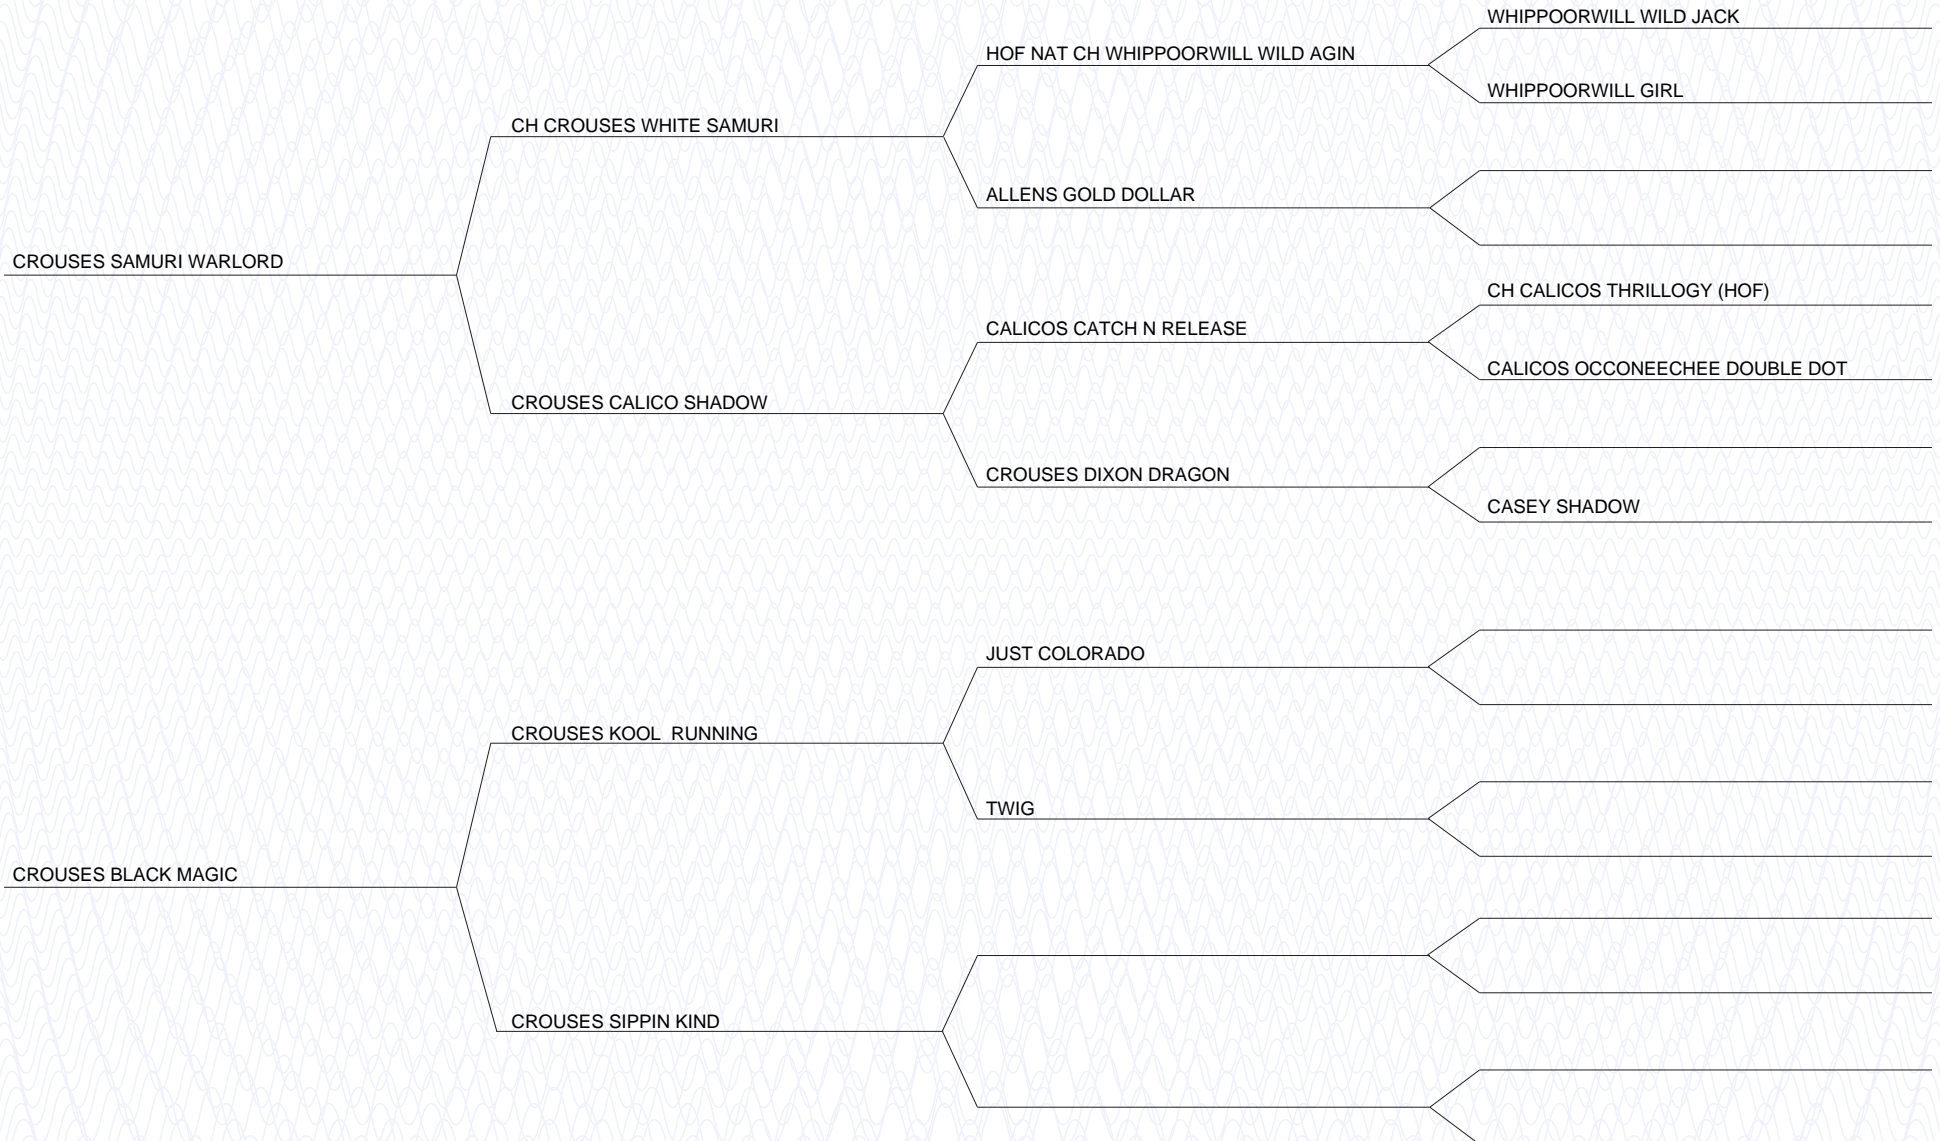 WHIPPOORWILL WILD JACK
HOF NAT CH WHIPPOORWILL WILD AGIN
WHIPPOORWILL GIRL
CH CROUSES WHITE SAMURI
ALLENS GOLD DOLLAR
CROUSES SAMURI WARLORD
CH CALICOS THRILLOGY (HOF)
CALICOS CATCH N RELEASE
CALICOS OCCONEECHEE DOUBLE DOT
CROUSES CALICO SHADOW
CROUSES DIXON DRAGON
CASEY SHADOW
JUST COLORADO
CROUSES KOOL  RUNNING
TWIG
CROUSES BLACK MAGIC
CROUSES SIPPIN KIND